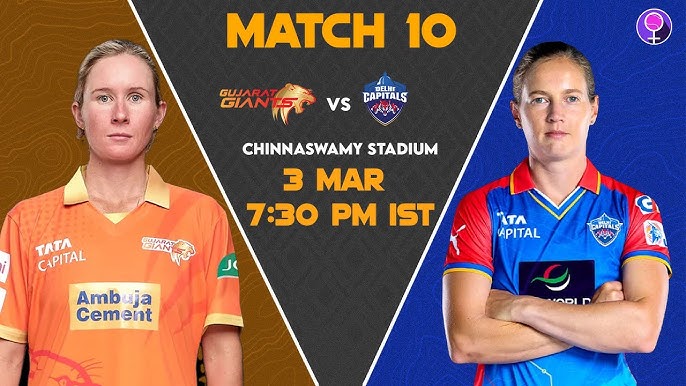 MATCH 10
GUJARAT
GIANTS
VS
DELHI
CAPITALS
CHINNASWAMY STADIUM
3 MAR
7:30 PM IST
TATA
CAPITAL
GUJARAT
GIANTS
Ambuja
Cement
TATA
CAPITAL
DELHI
CAPITALS
WORLD